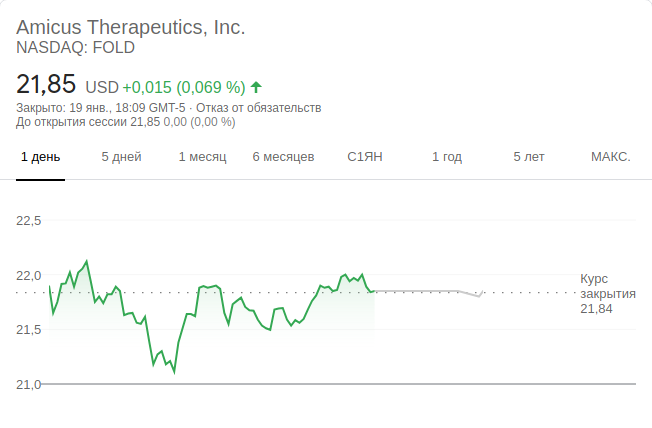 Amicus Therapeutics, Inc.
NASDAQ: FOLD
21,85 USD +0,015 (0,069 %)
Закрыто: 19 янв., 18:09 GMT-5 · Отказ от обязательств
До открытия сессии 21,85 0,00 (0,00 %)
1 день 5 дней 1 месяц 6 месяцев С1ЯН 1 год 5 лет МАКС.
22,5
22,0
Курс
закрытия
21,84
21,5
21,0